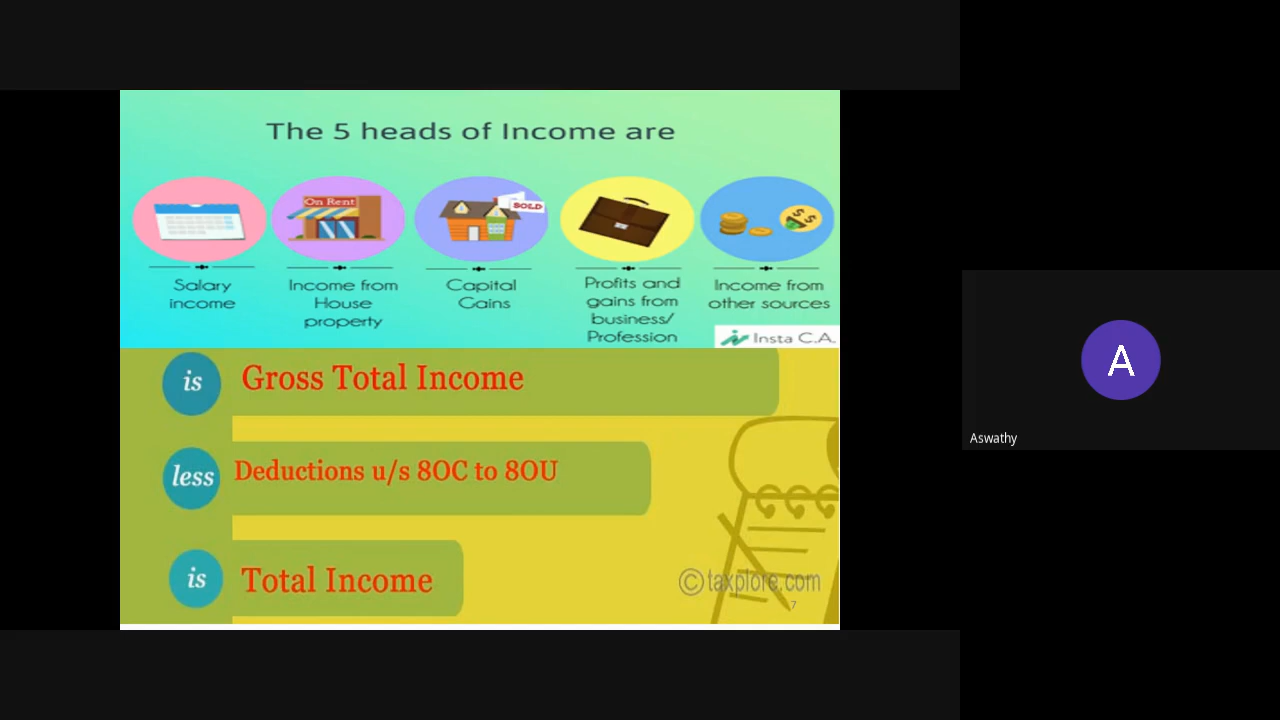 The 5 heads of Income are
On Rent
SOLD
Salary
income
Income from
House
property
Capital
Gains
Profits and
gains from
business/
Profession
Income from
other sources
Insta C.A.
is Gross Total Income
less Deductions u/s 80C to 80U
is Total Income
©taxplore.com
7
A
Aswathy